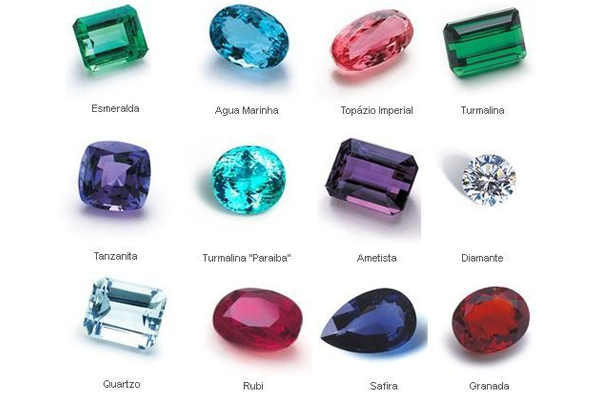 Esmeralda
Agua Marinha
Topázio Imperial
Turmalina
Tanzanita
Turmalina "Paraiba"
Ametista
Diamante
Quartzo
Rubi
Safira
Granada